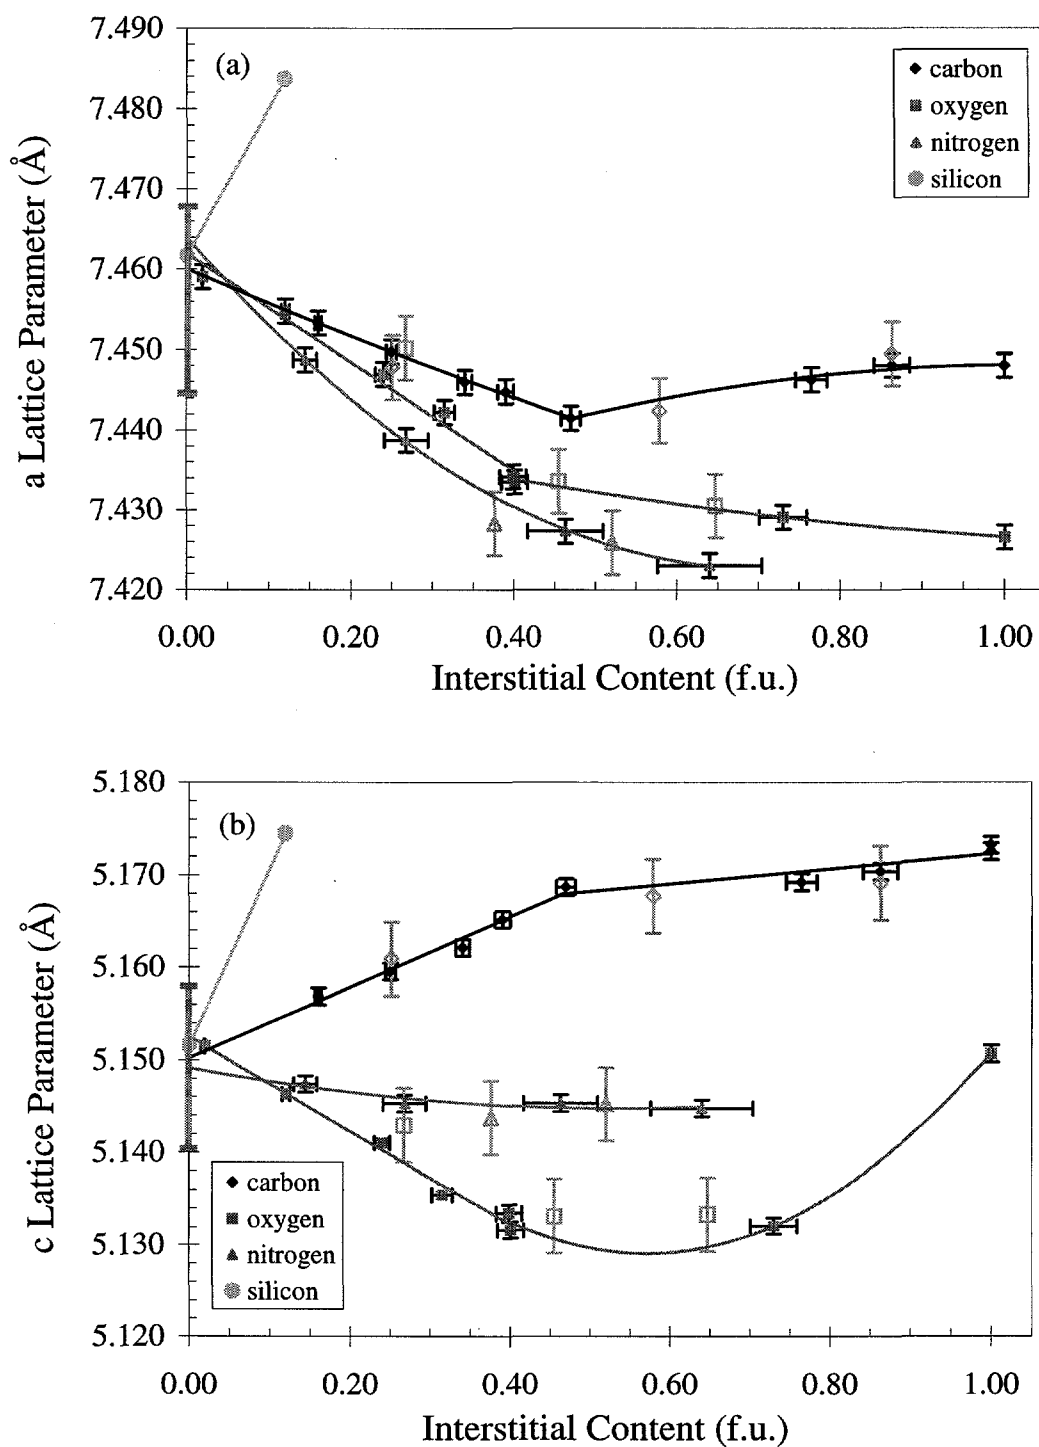 7.490
(a)
carbon
oxygen
nitrogen
silicon
7.480
7.470
7.460
7.450
7.440
7.430
7.420
a Lattice Parameter (Å)
0.00 0.20 0.40 0.60 0.80 1.00
Interstitial Content (f.u.)
5.180
(b)
5.170
5.160
5.150
5.140
5.130
5.120
c Lattice Parameter (Å)
carbon
oxygen
nitrogen
silicon
0.00 0.20 0.40 0.60 0.80 1.00
Interstitial Content (f.u.)